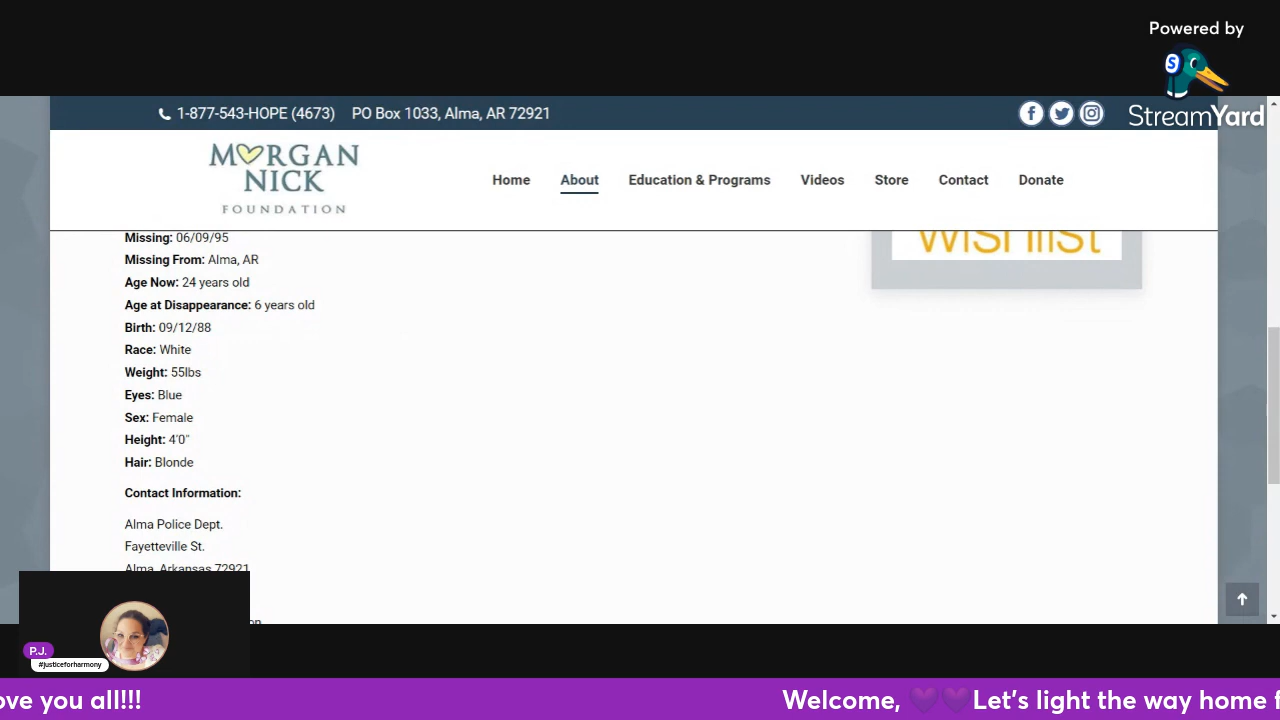 Powered by
StreamYard
1-877-543-HOPE (4673) PO Box 1033, Alma, AR 72921
MORGAN
NICK
FOUNDATION
Home About Education & Programs Videos Store Contact Donate
wishlist
Missing: 06/09/95
Missing From: Alma, AR
Age Now: 24 years old
Age at Disappearance: 6 years old
Birth: 09/12/88
Race: White
Weight: 55lbs
Eyes: Blue
Sex: Female
Height: 4'0"
Hair: Blonde
Contact Information:
Alma Police Dept.
Fayetteville St.
Alma, Arkansas 72921
P.J.
#justiceforharmony
ove you all!!! Welcome, 💜💜Let's light the way home f